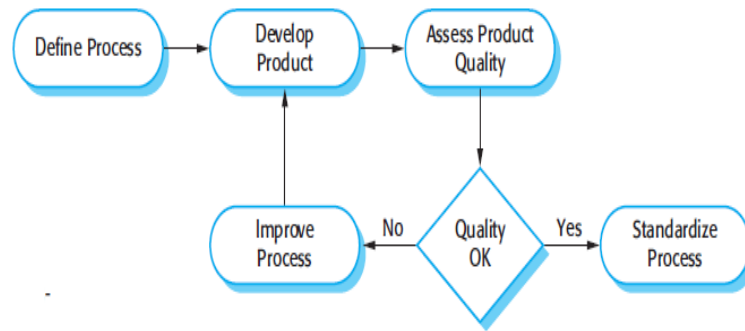 Define Process
Develop
Product
Assess Product
Quality
Improve
Process
No
Quality
OK
Yes
Standardize
Process
-